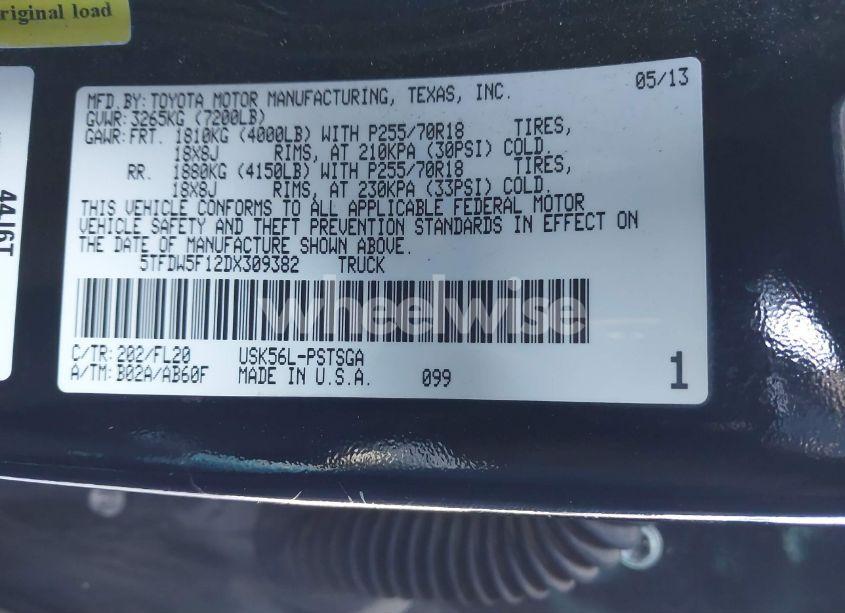 riginal load
44J6T
05/13
MFD.BY:TOYOTA MOTOR MANUFACTURING, TEXAS, INC.
GVWR:3265KG (7200LB)
GAWR:FRT. 1810KG (4000LB) WITH P255/70R18 TIRES,
18X8J RIMS, AT 210KPA (30PSI) COLD.
RR. 1880KG (4150LB) WITH P255/70R18 TIRES,
18X8J RIMS, AT 230KPA (33PSI) COLD.
THIS VEHICLE CONFORMS TO ALL APPLICABLE FEDERAL MOTOR
VEHICLE SAFETY AND THEFT PREVENTION STANDARDS IN EFFECT ON
THE DATE OF MANUFACTURE SHOWN ABOVE.
5TFDW5F12DX309382 TRUCK
wheelwise
C/TR:202/FL20 USK56L-PSTSGA
A/TM:B02A/AB60F MADE IN U.S.A. 099 1